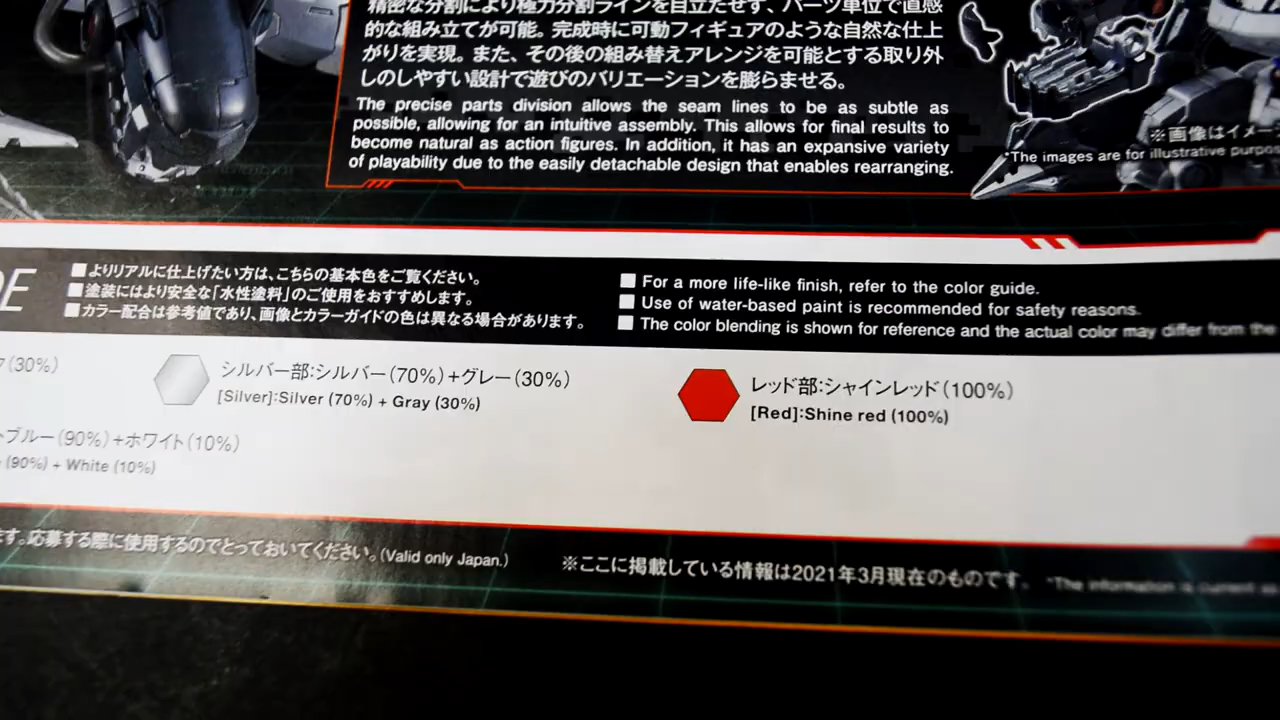 精密な分割により極力分割ラインを目立たせず、パーツ単位で直感
的な組み立てが可能。完成時に可動フィギュアのような自然な仕上
がりを実現。また、その後の組み替えアレンジを可能とする取り外
しのしやすい設計で遊びのバリエーションを膨らませる。
The precise parts division allows the seam lines to be as subtle as
possible, allowing for an intuitive assembly. This allows for final results to
become natural as action figures. In addition, it has an expansive variety
of playability due to the easily detachable design that enables rearranging.
※画像はイメー
*The images are for illustrative purpos
DE
■よりリアルに仕上げたい方は、こちらの基本色をご覧ください。
■塗装にはより安全な「水性塗料」のご使用をおすすめします。
■カラー配合は参考値であり、画像とカラーガイドの色は異なる場合があります。
■ For a more life-like finish, refer to the color guide.
■ Use of water-based paint is recommended for safety reasons.
■ The color blending is shown for reference and the actual color may differ from the
(30%)
シルバー部:シルバー(70%)+グレー(30%)
[Silver]:Silver (70%) + Gray (30%)
レッド部:シャインレッド(100%)
[Red]:Shine red (100%)
ブルー(90%)+ホワイト(10%)
(90%) + White (10%)
ます。応募する際に使用するのでとっておいてください。(Valid only Japan.)
※ここに掲載している情報は2021年3月現在のものです。 *The information is current as